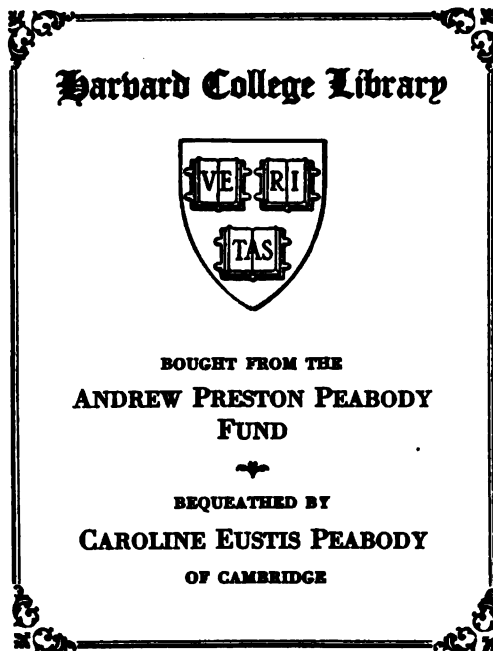 Harvard College Library
VE RI
TAS
BOUGHT FROM THE
ANDREW PRESTON PEABODY
FUND
BEQUEATHED BY
CAROLINE EUSTIS PEABODY
OF CAMBRIDGE